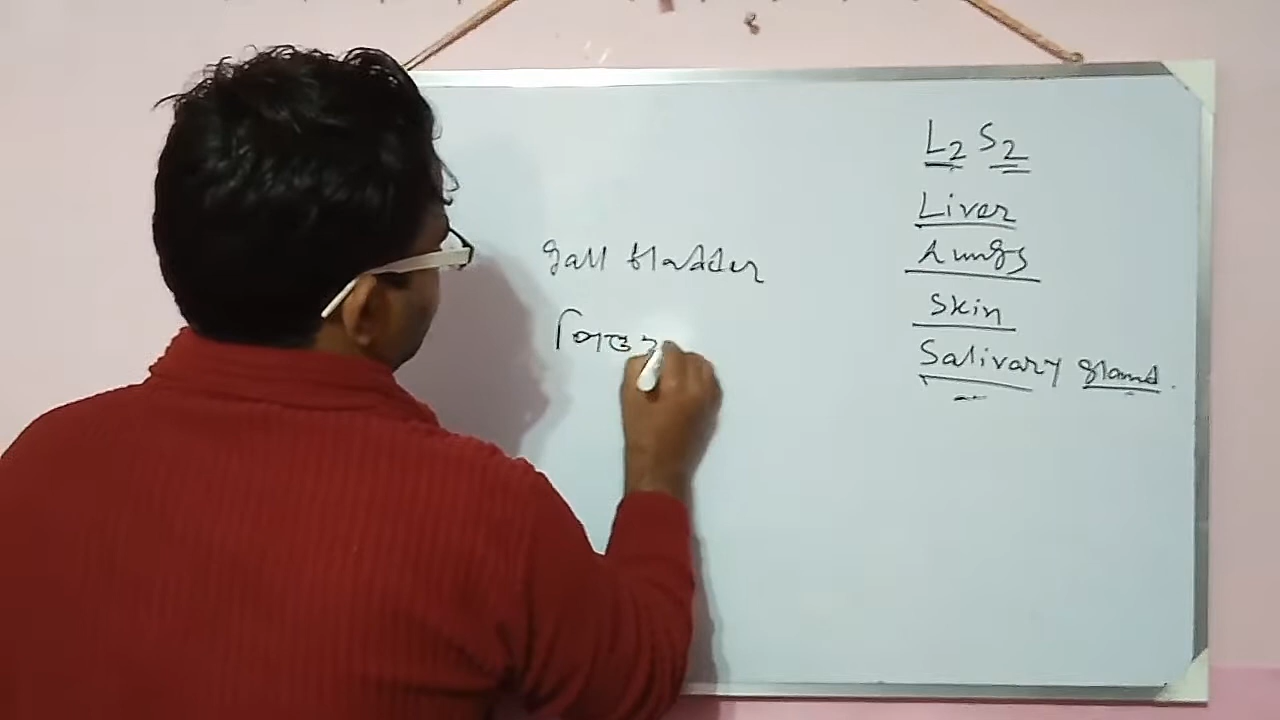 Gall bladder
পিত্ত
L2 S2
Liver
Lungs
Skin
Salivary gland.